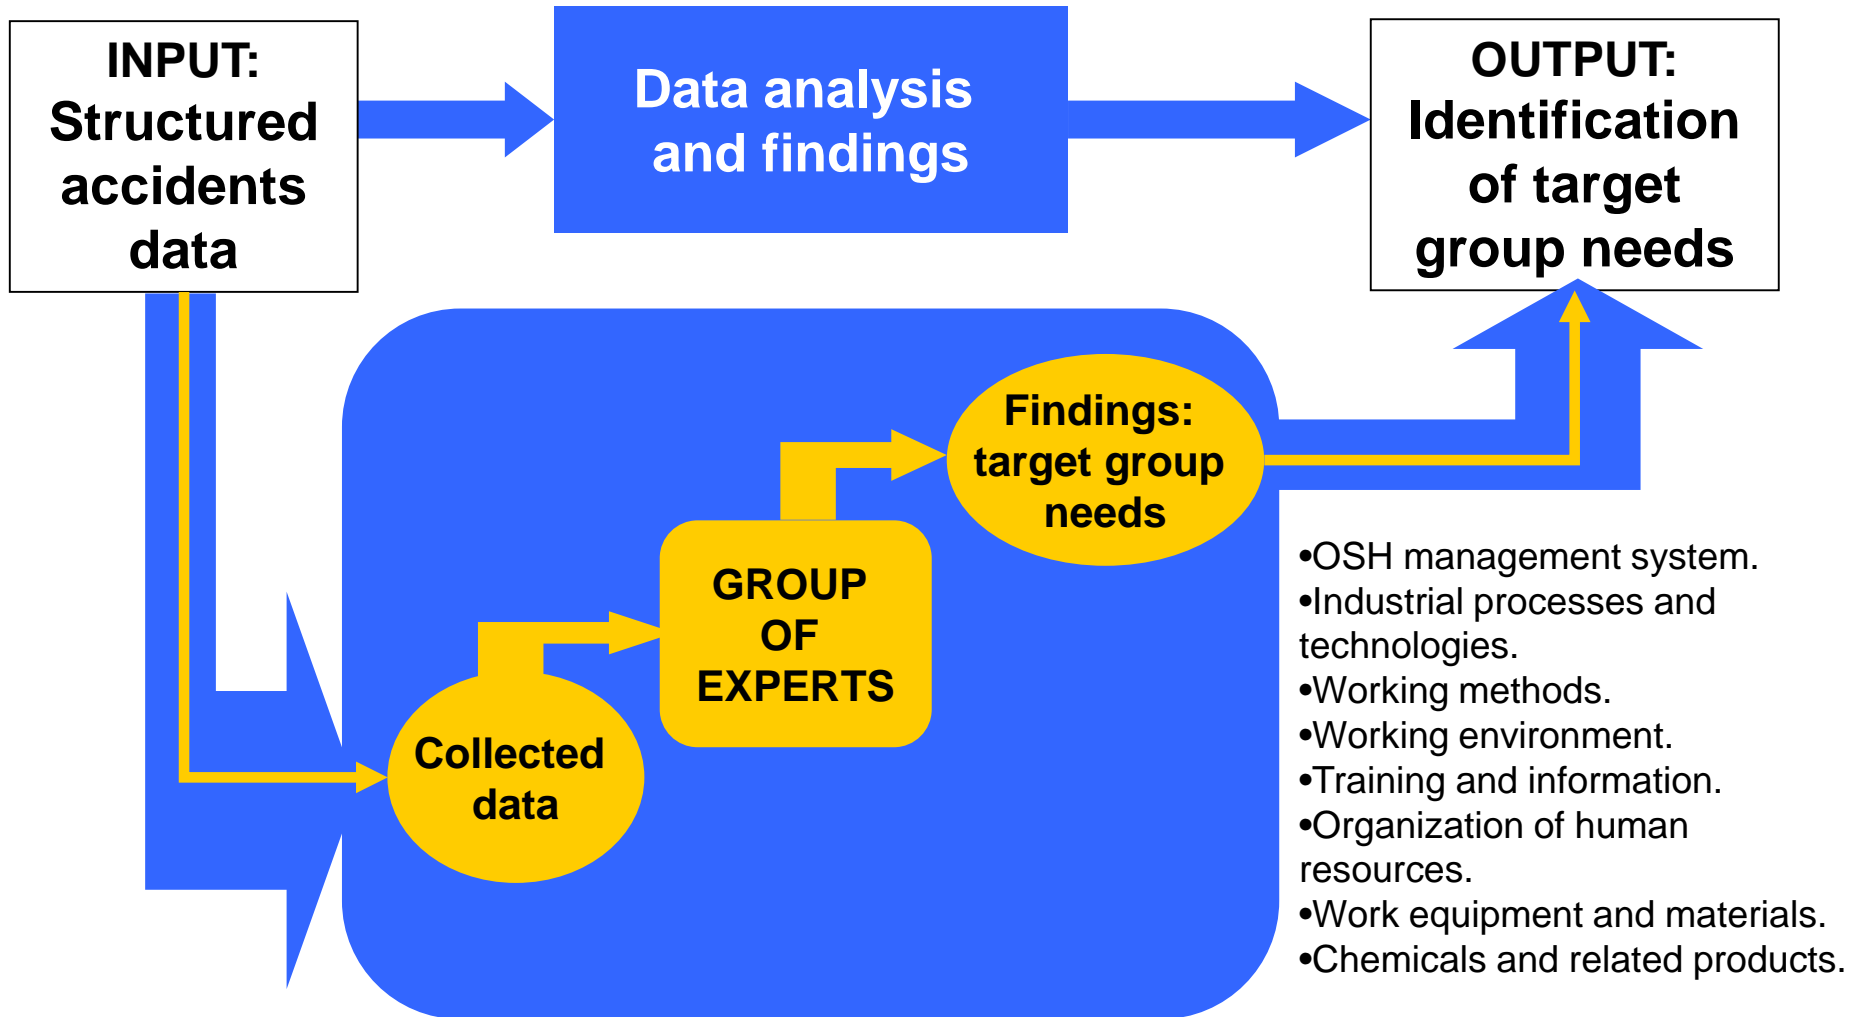 INPUT:
Structured
accidents
data
Data analysis
and findings
OUTPUT:
Identification
of target
group needs
Findings:
target group
needs
GROUP
OF
EXPERTS
Collected
data
•OSH management system.
•Industrial processes and
technologies.
•Working methods.
•Working environment.
•Training and information.
•Organization of human
resources.
•Work equipment and materials.
•Chemicals and related products.